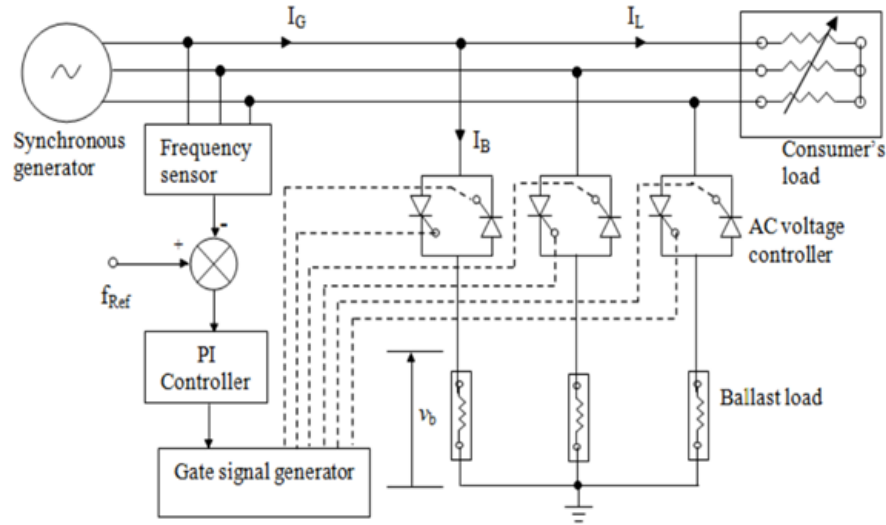 I_G
I_L
Synchronous
generator
Frequency
sensor
I_B
Consumer's
load
AC voltage
controller
-
+
f_Ref
PI
Controller
v_b
Ballast load
Gate signal generator